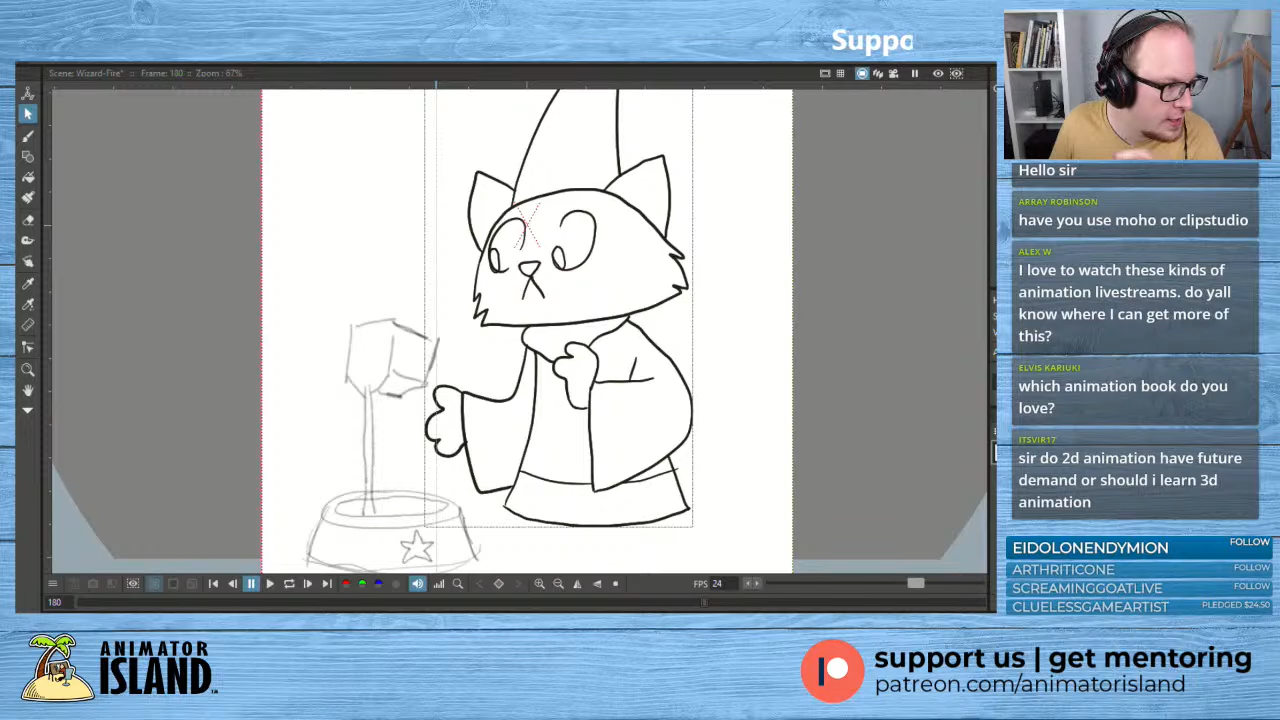 Suppo
Scene: Wizard-Fire* :: Frame: 180 :: Zoom : 67%
Hello sir
ARRAY ROBINSON
have you use moho or clipstudio
ALEX W
I love to watch these kinds of
animation livestreams. do yall
know where I can get more of
this?
ELVIS KARIUKI
which animation book do you
love?
ITSVIR17
sir do 2d animation have future
demand or should i learn 3d
animation
EIDOLONENDYMION FOLLOW
ARTHRITICONE FOLLOW
SCREAMINGGOATLIVE FOLLOW
CLUELESSGAMEARTIST PLEDGED $24.50
FPS 24
180
ANIMATOR
ISLAND™
support us | get mentoring
patreon.com/animatorisland